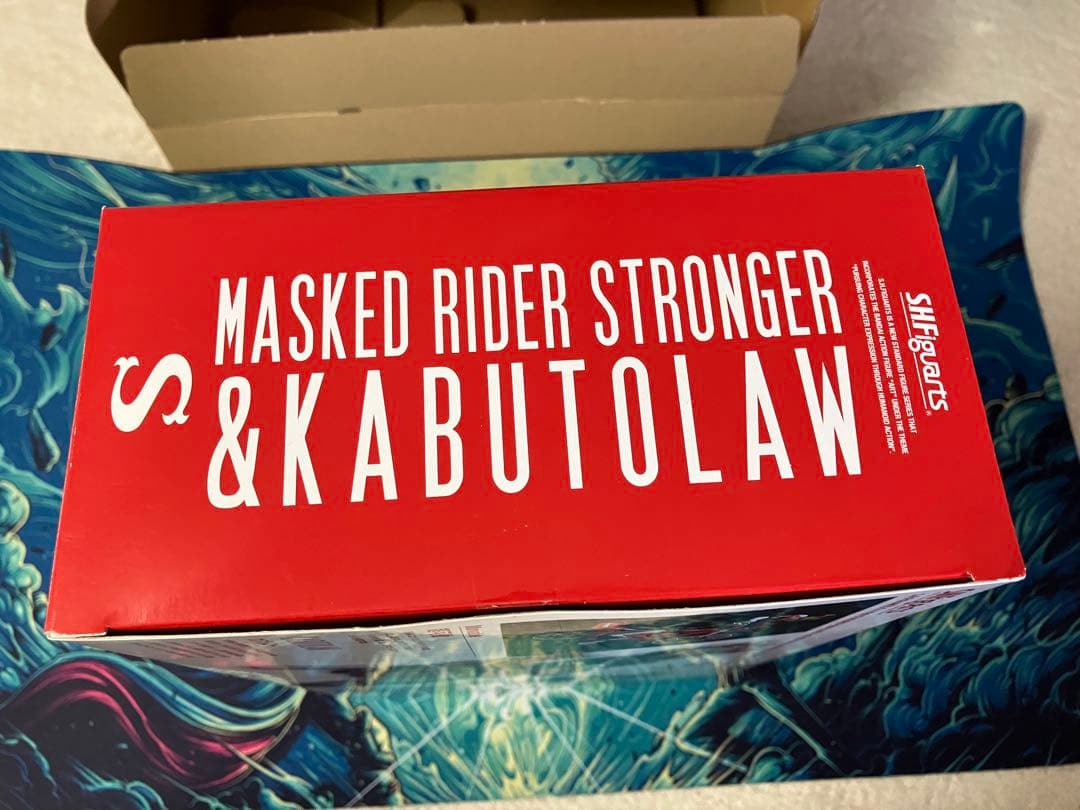 S
MASKED RIDER STRONGER
&KABUTOLAW
S.H.Figuarts®
S.H.FIGUARTS IS A NEW STANDARD FIGURE SERIES THAT
INCORPORATES THE BANDAI ACTION FIGURE "ART" UNDER THE THEME
"PURSUING CHARACTER EXPRESSION THROUGH HUMANOID ACTION".